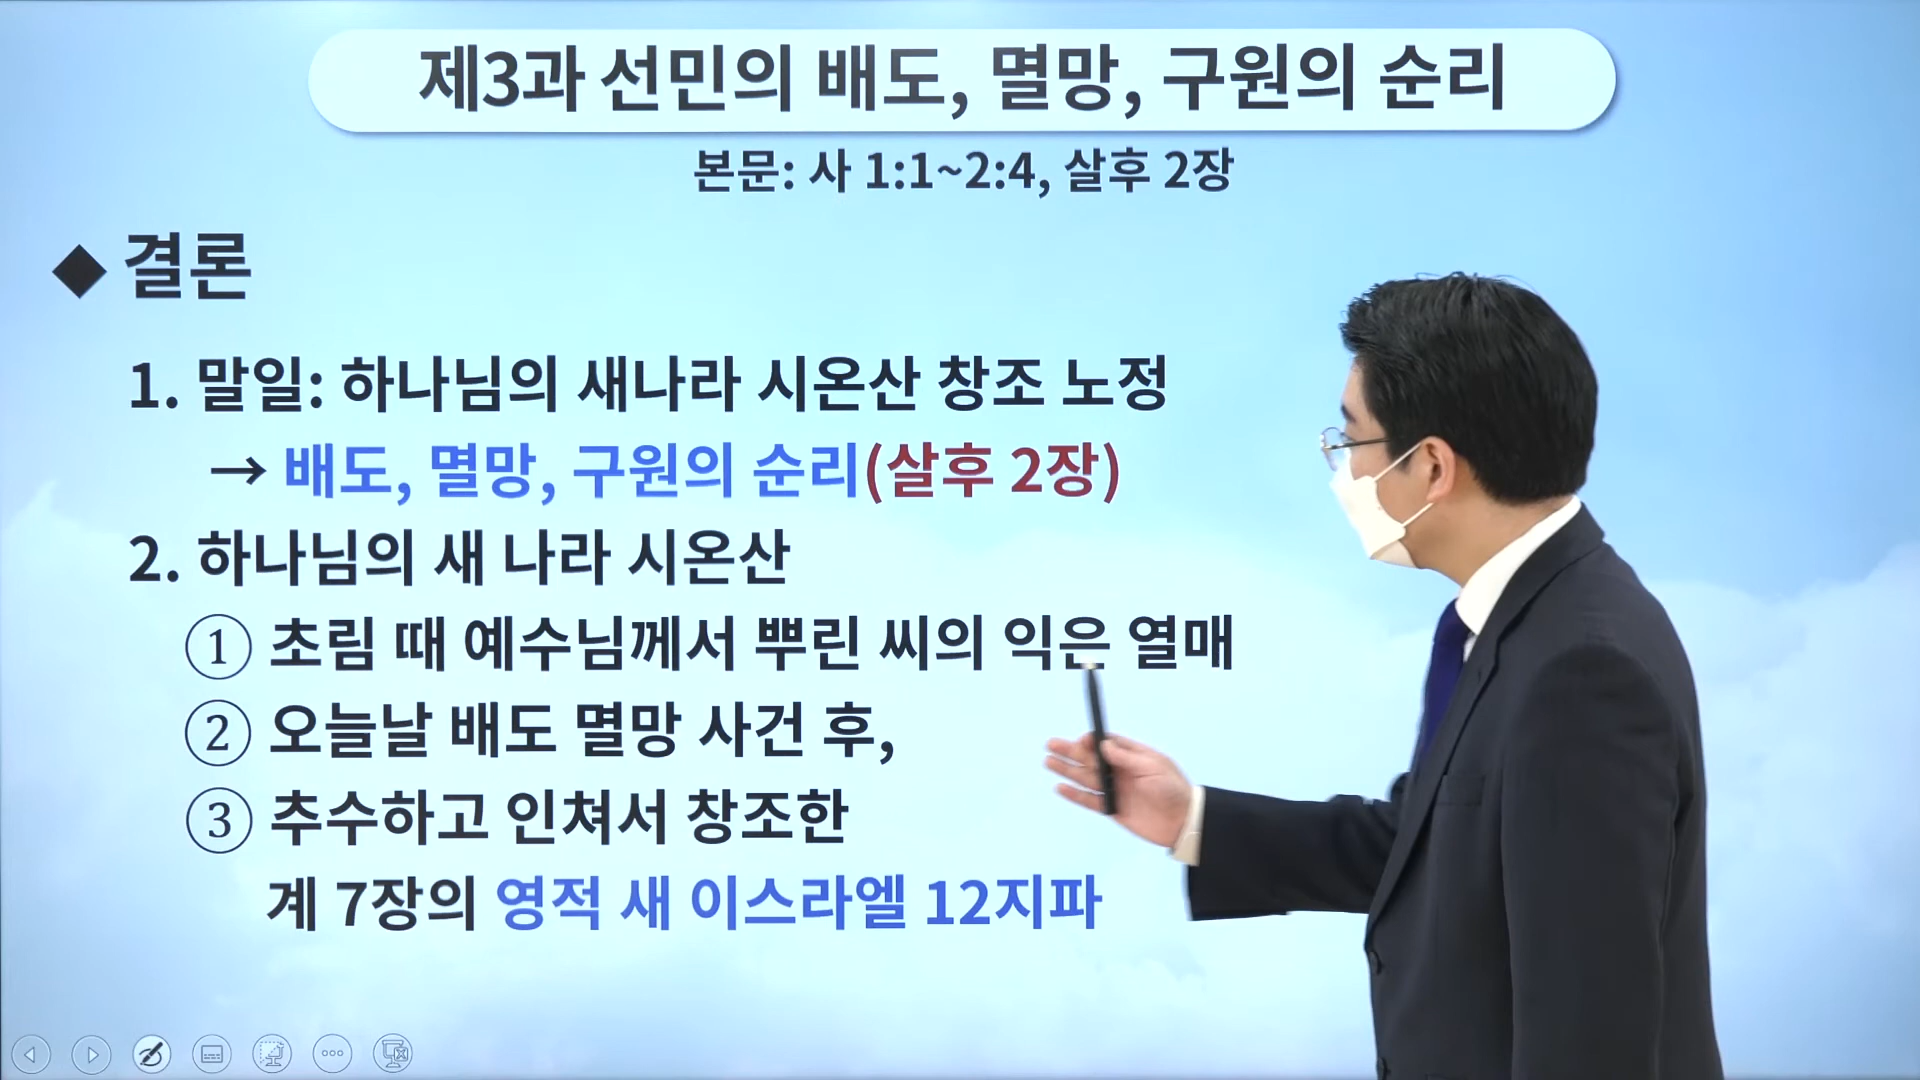 제3과 선민의 배도, 멸망, 구원의 순리
본문: 사 1:1~2:4, 살후 2장
◆ 결론
1. 말일: 하나님의 새나라 시온산 창조 노정
→ 배도, 멸망, 구원의 순리(살후 2장)
2. 하나님의 새 나라 시온산
① 초림 때 예수님께서 뿌린 씨의 익은 열매
② 오늘날 배도 멸망 사건 후,
③ 추수하고 인쳐서 창조한
계 7장의 영적 새 이스라엘 12지파